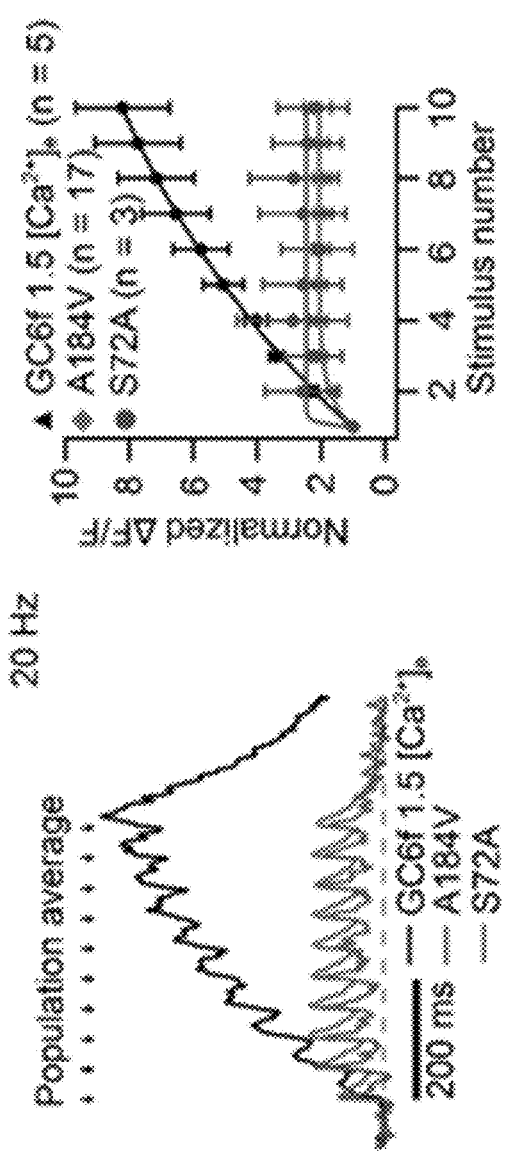 20 Hz
Population average
200 ms
GC6f 1.5 [Ca²⁺]ₑ
A184V
S72A
GC6f 1.5 [Ca²⁺]ₑ (n = 5)
A184V (n = 17)
S72A (n = 3)
Normalized ΔF/F
10
8
6
4
2
0
2 4 6 8 10
Stimulus number